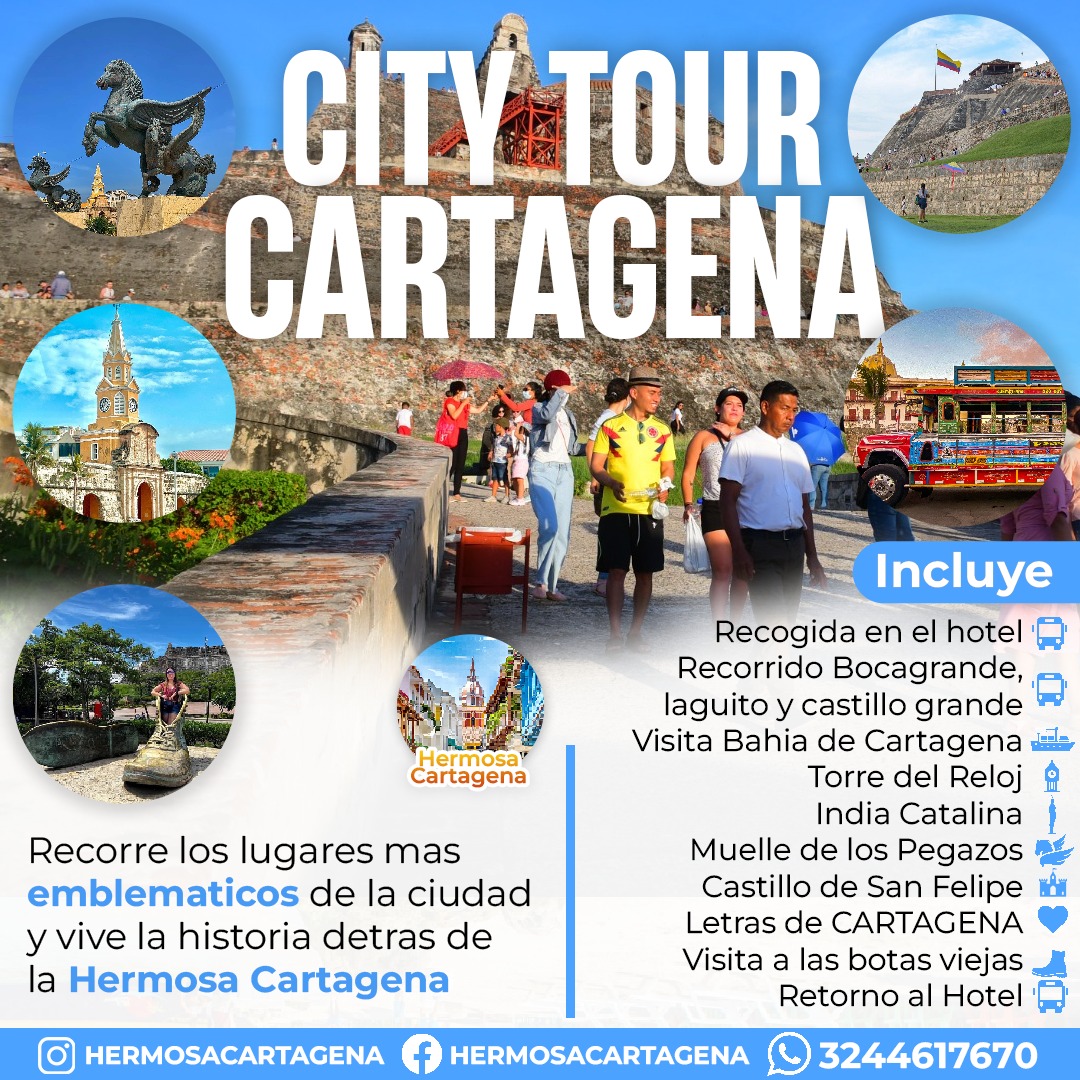 CITY TOUR
CARTAGENA
Incluye
Recogida en el hotel
Recorrido Bocagrande,
laguito y castillo grande
Visita Bahia de Cartagena
Torre del Reloj
India Catalina
Muelle de los Pegazos
Castillo de San Felipe
Letras de CARTAGENA
Visita a las botas viejas
Retorno al Hotel
Hermosa
Cartagena
Recorre los lugares mas
emblematicos de la ciudad
y vive la historia detras de
la Hermosa Cartagena
HERMOSACARTAGENA HERMOSACARTAGENA 3244617670